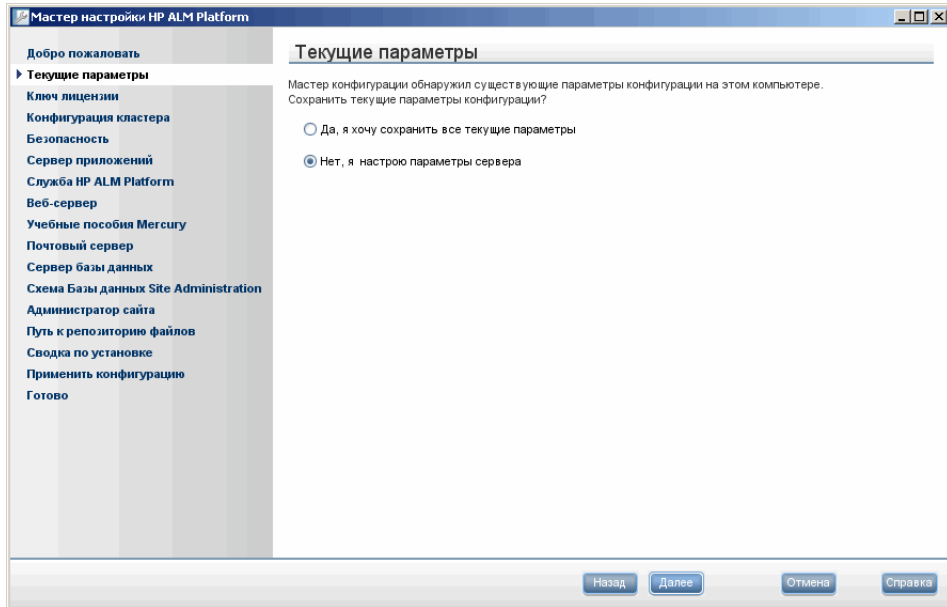 Мастер настройки HP ALM Platform
Добро пожаловать
Текущие параметры
Ключ лицензии
Конфигурация кластера
Безопасность
Сервер приложений
Служба HP ALM Platform
Веб-сервер
Учебные пособия Mercury
Почтовый сервер
Сервер базы данных
Схема Базы данных Site Administration
Администратор сайта
Путь к репозиторию файлов
Сводка по установке
Применить конфигурацию
Готово
Текущие параметры
Мастер конфигурации обнаружил существующие параметры конфигурации на этом компьютере.
Сохранить текущие параметры конфигурации?
Да, я хочу сохранить все текущие параметры
Нет, я настрою параметры сервера
Назад
Далее
Отмена
Справка